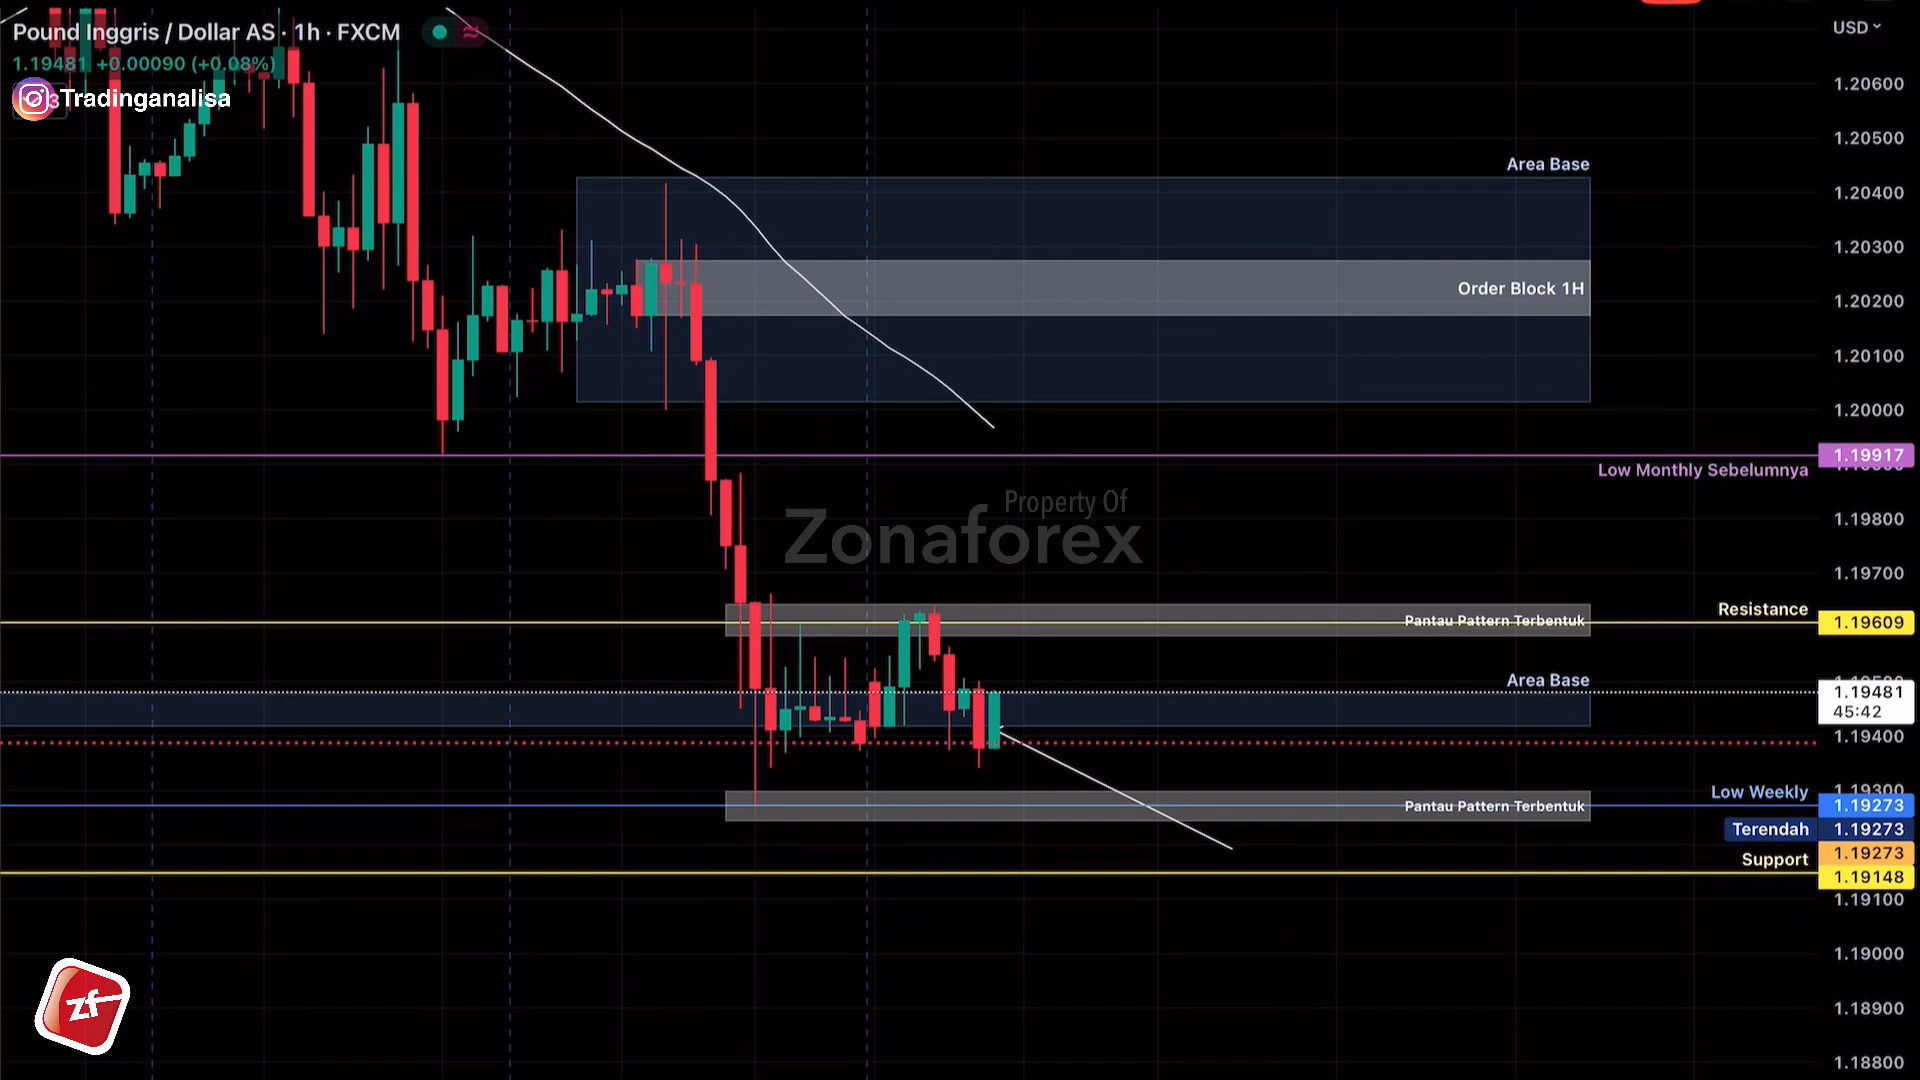 Pound Inggris / Dollar AS · 1h · FXCM
1.19481 +0.00090 (+0.08%)
Tradinganalisa
USD
1.20600
1.20500
Area Base
1.20400
1.20300
Order Block 1H
1.20200
1.20100
1.20000
1.19917
Low Monthly Sebelumnya
Property Of
Zonaforex
1.19800
1.19700
Resistance
Pantau Pattern Terbentuk
1.19609
Area Base
1.19481
45:42
1.19400
1.19300
Low Weekly
Pantau Pattern Terbentuk
1.19273
Terendah
1.19273
1.19273
Support
1.19148
1.19100
1.19000
1.18900
1.18800
zf